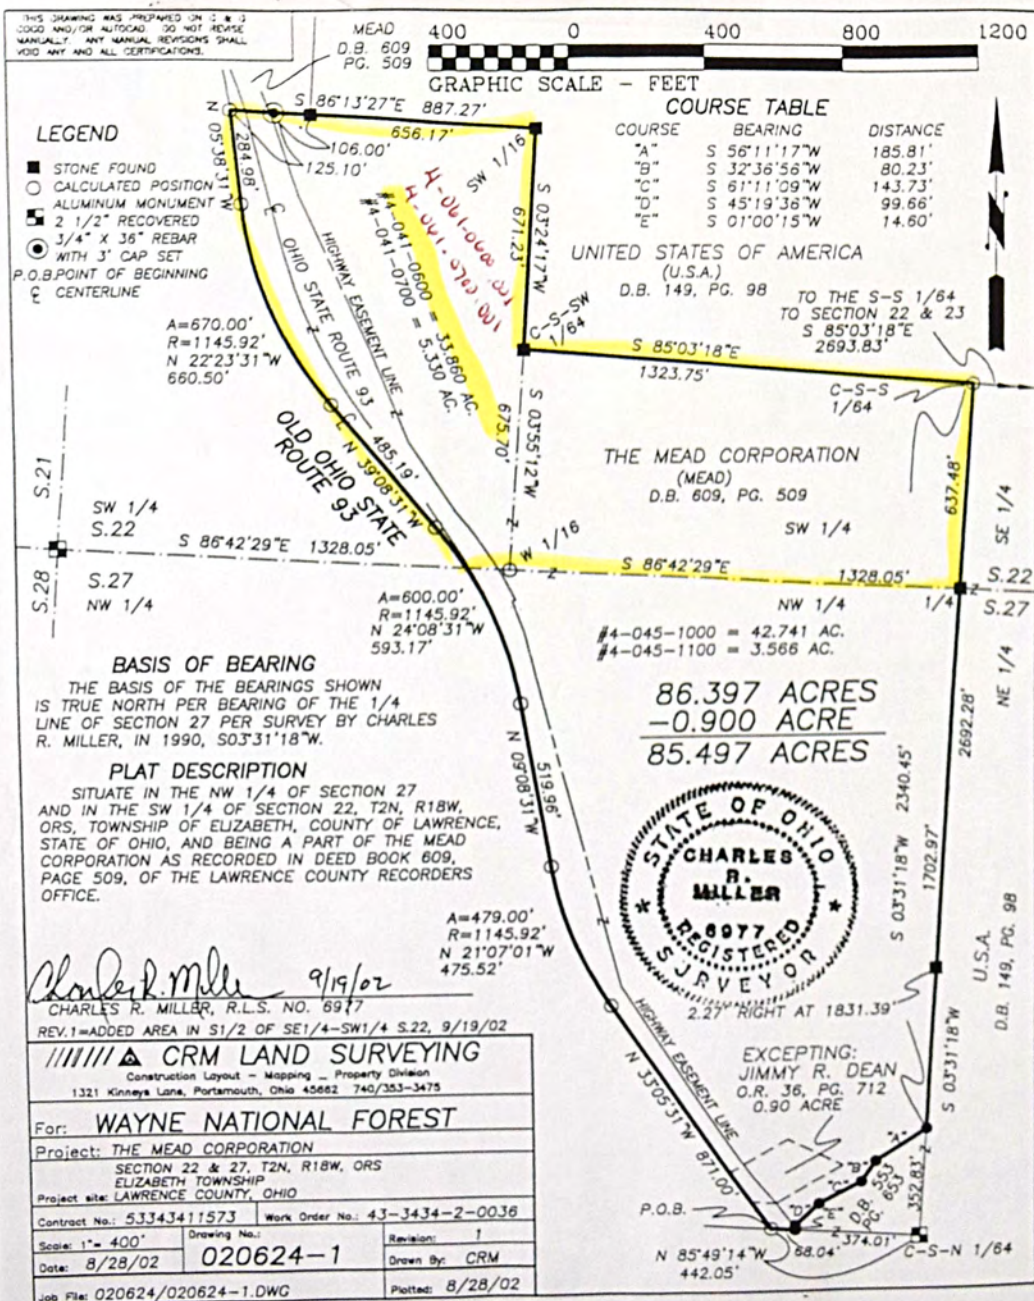 THIS DRAWING WAS PREPARED ON C & G
COGO AND/OR AUTOCAD. DO NOT REVISE
MANUALLY. ANY MANUAL REVISIONS SHALL
VOID ANY AND ALL CERTIFICATIONS.
MEAD
D.B. 609
PG. 509
400 0 400 800 1200
GRAPHIC SCALE - FEET
LEGEND
STONE FOUND
CALCULATED POSITION
ALUMINUM MONUMENT
2 1/2" RECOVERED
3/4" X 36" REBAR
WITH 3' CAP SET
P.O.B. POINT OF BEGINNING
℄ CENTERLINE
COURSE TABLE
COURSE BEARING DISTANCE
"A" S 56°11'17"W 185.81'
"B" S 32°36'56"W 80.23'
"C" S 61°11'09"W 143.73'
"D" S 45°19'36"W 99.66'
"E" S 01°00'15"W 14.60'
S 86°13'27"E 887.27'
656.17'
106.00'
125.10'
N 05°38'31"W
284.98'
SW 1/16
S 03°24'17"W
671.23'
4-061-0600.001
4-061-0700.001
#4-041-0600 = 33.860 AC.
#4-041-0700 = 5.330 AC.
UNITED STATES OF AMERICA
(U.S.A.)
D.B. 149, PG. 98
TO THE S-S 1/64
TO SECTION 22 & 23
S 85°03'18"E
2693.83'
C-S-SW
1/64
S 85°03'18"E
1323.75'
C-S-S
1/64
HIGHWAY EASEMENT LINE
℄
OHIO STATE ROUTE 93
A=670.00'
R=1145.92'
N 22°23'31"W
660.50'
℄
N 39°08'31"W
485.19'
OLD OHIO STATE
ROUTE 93
675.70'
S 03°55'12"W
THE MEAD CORPORATION
(MEAD)
D.B. 609, PG. 509
SW 1/4
637.48'
SE 1/4
S.21
SW 1/4
S.22
S 86°42'29"E 1328.05'
W 1/16
S 86°42'29"E 1328.05'
S.22
S.28
S.27
NW 1/4
NW 1/4
1/4
S.27
NE 1/4
A=600.00'
R=1145.92'
N 24°08'31"W
593.17'
#4-045-1000 = 42.741 AC.
#4-045-1100 = 3.566 AC.
86.397 ACRES
-0.900 ACRE
85.497 ACRES
BASIS OF BEARING
THE BASIS OF THE BEARINGS SHOWN
IS TRUE NORTH PER BEARING OF THE 1/4
LINE OF SECTION 27 PER SURVEY BY CHARLES
R. MILLER, IN 1990, S03°31'18"W.
PLAT DESCRIPTION
SITUATE IN THE NW 1/4 OF SECTION 27
AND IN THE SW 1/4 OF SECTION 22, T2N, R18W,
ORS, TOWNSHIP OF ELIZABETH, COUNTY OF LAWRENCE,
STATE OF OHIO, AND BEING A PART OF THE MEAD
CORPORATION AS RECORDED IN DEED BOOK 609,
PAGE 509, OF THE LAWRENCE COUNTY RECORDERS
OFFICE.
N 09°08'31"W
519.96'
A=479.00'
R=1145.92'
N 21°07'01"W
475.52'
STATE OF OHIO
CHARLES
R.
MILLER
6977
REGISTERED
SURVEYOR
2692.28'
S 03°31'18"W 2340.45'
1702.97'
U.S.A.
D.B. 149, PG. 98
2.27' RIGHT AT 1831.39'
S 03°31'18"W
EXCEPTING:
JIMMY R. DEAN
O.R. 36, PG. 712
0.90 ACRE
HIGHWAY EASEMENT LINE
N 33°05'31"W 871.00'
"A"
"B"
"C"
"D"
"E"
D.B. 553
PG. 653
352.83'
P.O.B.
68.04'
374.01'
C-S-N 1/64
N 85°49'14"W
442.05'
Charles R. Miller 9/19/02
CHARLES R. MILLER, R.L.S. NO. 6977
REV.1=ADDED AREA IN S1/2 OF SE1/4-SW1/4 S.22, 9/19/02
CRM LAND SURVEYING
Construction Layout - Mapping - Property Division
1321 Kinneys Lane, Portsmouth, Ohio 45662 740/353-3475
For: WAYNE NATIONAL FOREST
Project: THE MEAD CORPORATION
SECTION 22 & 27, T2N, R18W, ORS
ELIZABETH TOWNSHIP
Project site: LAWRENCE COUNTY, OHIO
Contract No.: 53343411573 Work Order No.: 43-3434-2-0036
Scale: 1"= 400' Drawing No.: 020624-1 Revision: 1
Date: 8/28/02 Drawn By: CRM
Job File: 020624/020624-1.DWG Plotted: 8/28/02